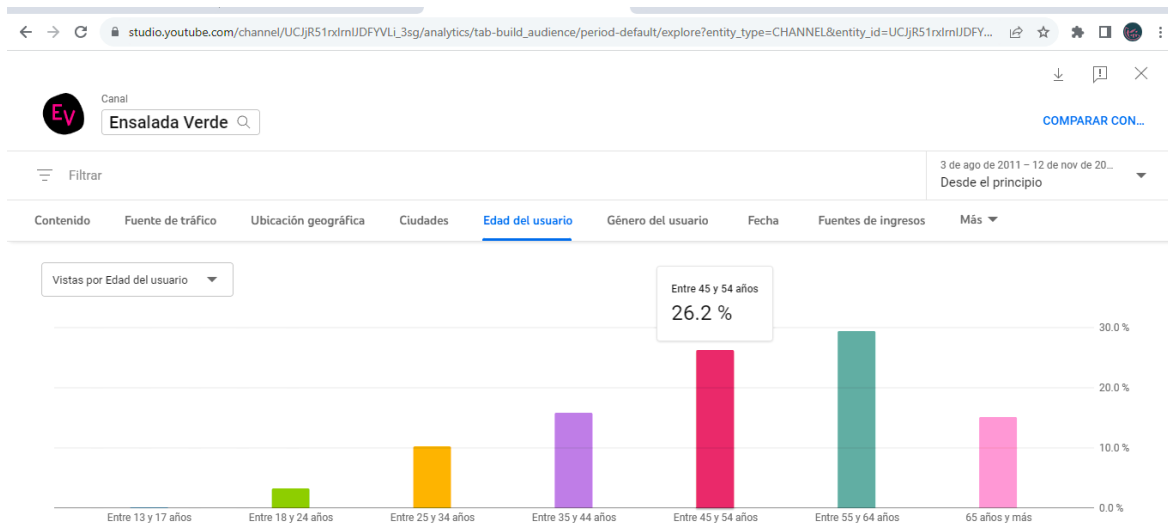 studio.youtube.com/channel/UCJjR51rxlrnIJDFYVLi_3sg/analytics/tab-build_audience/period-default/explore?entity_type=CHANNEL&entity_id=UCJjR51rxlrnIJDFY...
EV
Canal
Ensalada Verde
COMPARAR CON...
Filtrar
3 de ago de 2011 – 12 de nov de 20...
Desde el principio
Contenido Fuente de tráfico Ubicación geográfica Ciudades Edad del usuario Género del usuario Fecha Fuentes de ingresos Más
Vistas por Edad del usuario
Entre 45 y 54 años
26.2 %
30.0 %
20.0 %
10.0 %
0.0 %
Entre 13 y 17 años Entre 18 y 24 años Entre 25 y 34 años Entre 35 y 44 años Entre 45 y 54 años Entre 55 y 64 años 65 años y más